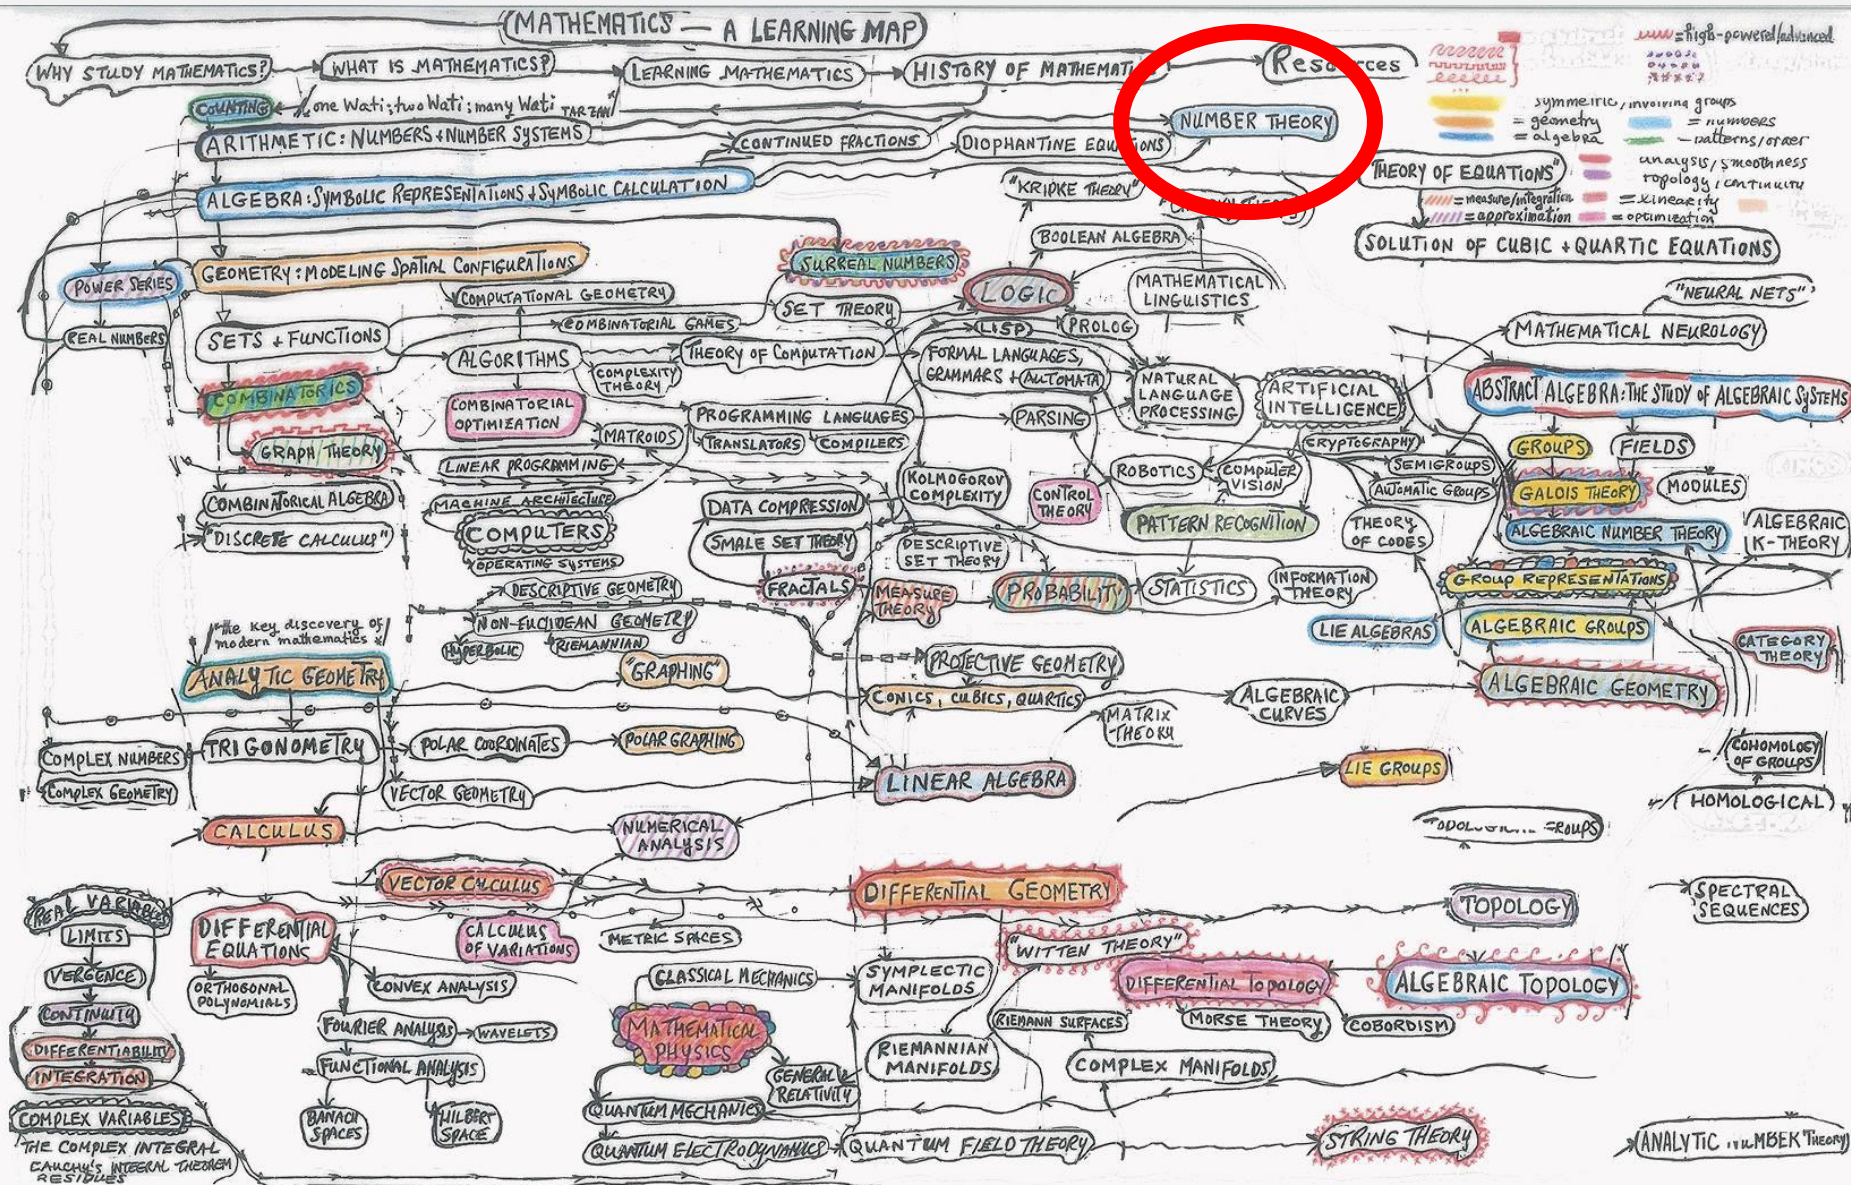 MATHEMATICS — A LEARNING MAP
WHY STUDY MATHEMATICS?
WHAT IS MATHEMATICS?
LEARNING MATHEMATICS
HISTORY OF MATHEMATI
Resources
= high-powered/advanced
COUNTING
one Wati; two Wati; many Wati
TARZAN
ARITHMETIC: NUMBERS + NUMBER SYSTEMS
CONTINUED FRACTIONS
DIOPHANTINE EQUATIONS
NUMBER THEORY
symmetric, involving groups
= geometry
= numbers
= algebra
— patterns/order
analysis/smoothness
topology, continuity
= measure/integration
= linearity
= approximation
= optimization
ALGEBRA: SYMBOLIC REPRESENTATIONS + SYMBOLIC CALCULATION
"KRIPKE THEORY"
THEORY OF EQUATIONS"
BOOLEAN ALGEBRA
SOLUTION OF CUBIC + QUARTIC EQUATIONS
GEOMETRY: MODELING SPATIAL CONFIGURATIONS
SURREAL NUMBERS
POWER SERIES
COMPUTATIONAL GEOMETRY
LOGIC
MATHEMATICAL
LINGUISTICS
"NEURAL NETS"
SET THEORY
REAL NUMBERS
SETS + FUNCTIONS
COMBINATORIAL GAMES
LISP
PROLOG
MATHEMATICAL NEUROLOGY
ALGORITHMS
COMPLEXITY
THEORY
THEORY OF COMPUTATION
FORMAL LANGUAGES,
GRAMMARS + AUTOMATA
NATURAL
LANGUAGE
PROCESSING
ARTIFICIAL
INTELLIGENCE
ABSTRACT ALGEBRA: THE STUDY OF ALGEBRAIC SYSTEMS
COMBINATORICS
COMBINATORIAL
OPTIMIZATION
PROGRAMMING LANGUAGES
PARSING
MATROIDS
TRANSLATORS
COMPILERS
CRYPTOGRAPHY
GROUPS
FIELDS
GRAPH THEORY
LINEAR PROGRAMMING
ROBOTICS
COMPUTER
VISION
SEMIGROUPS
KOLMOGOROV
COMPLEXITY
CONTROL
THEORY
AUTOMATIC GROUPS
GALOIS THEORY
MODULES
COMBINATORICAL ALGEBRA
MACHINE ARCHITECTURE
DATA COMPRESSION
PATTERN RECOGNITION
THEORY
OF CODES
ALGEBRAIC NUMBER THEORY
ALGEBRAIC
K-THEORY
"DISCRETE CALCULUS"
COMPUTERS
OPERATING SYSTEMS
SMALE SET THEORY
DESCRIPTIVE
SET THEORY
FRACTALS
DESCRIPTIVE GEOMETRY
MEASURE
THEORY
PROBABILITY
STATISTICS
INFORMATION
THEORY
GROUP REPRESENTATIONS
the key discovery of
modern mathematics
NON-EUCLIDEAN GEOMETRY
HYPERBOLIC
RIEMANNIAN
LIE ALGEBRAS
ALGEBRAIC GROUPS
CATEGORY
THEORY
ANALYTIC GEOMETRY
"GRAPHING"
PROTECTIVE GEOMETRY
CONICS, CUBICS, QUARTICS
ALGEBRAIC
CURVES
ALGEBRAIC GEOMETRY
MATRIX
THEORY
COMPLEX NUMBERS
TRIGONOMETRY
POLAR COORDINATES
POLAR GRAPHING
COHOMOLOGY
OF GROUPS
COMPLEX GEOMETRY
VECTOR GEOMETRY
LINEAR ALGEBRA
LIE GROUPS
(HOMOLOGICAL)
CALCULUS
NUMERICAL
ANALYSIS
VECTOR CALCULUS
DIFFERENTIAL GEOMETRY
TOPOLOGY
SPECTRAL
SEQUENCES
REAL VARIABLES
LIMITS
DIFFERENTIAL
EQUATIONS
CALCULUS
OF VARIATIONS
METRIC SPACES
"WITTEN THEORY"
VERGENCE
ORTHOGONAL
POLYNOMIALS
CONVEX ANALYSIS
CLASSICAL MECHANICS
SYMPLECTIC
MANIFOLDS
DIFFERENTIAL TOPOLOGY
ALGEBRAIC TOPOLOGY
CONTINUITY
FOURIER ANALYSIS
WAVELETS
MATHEMATICAL
PHYSICS
RIEMANN SURFACES
MORSE THEORY
COBORDISM
DIFFERENTIABILITY
INTEGRATION
FUNCTIONAL ANALYSIS
GENERAL
RELATIVITY
RIEMANNIAN
MANIFOLDS
COMPLEX MANIFOLDS
COMPLEX VARIABLES
BANACH
SPACES
HILBERT
SPACE
QUANTUM MECHANICS
THE COMPLEX INTEGRAL
CAUCHY'S INTEGRAL THEOREM
RESIDUES
QUANTUM ELECTRODYNAMICS
QUANTUM FIELD THEORY
STRING THEORY
ANALYTIC NUMBER THEORY